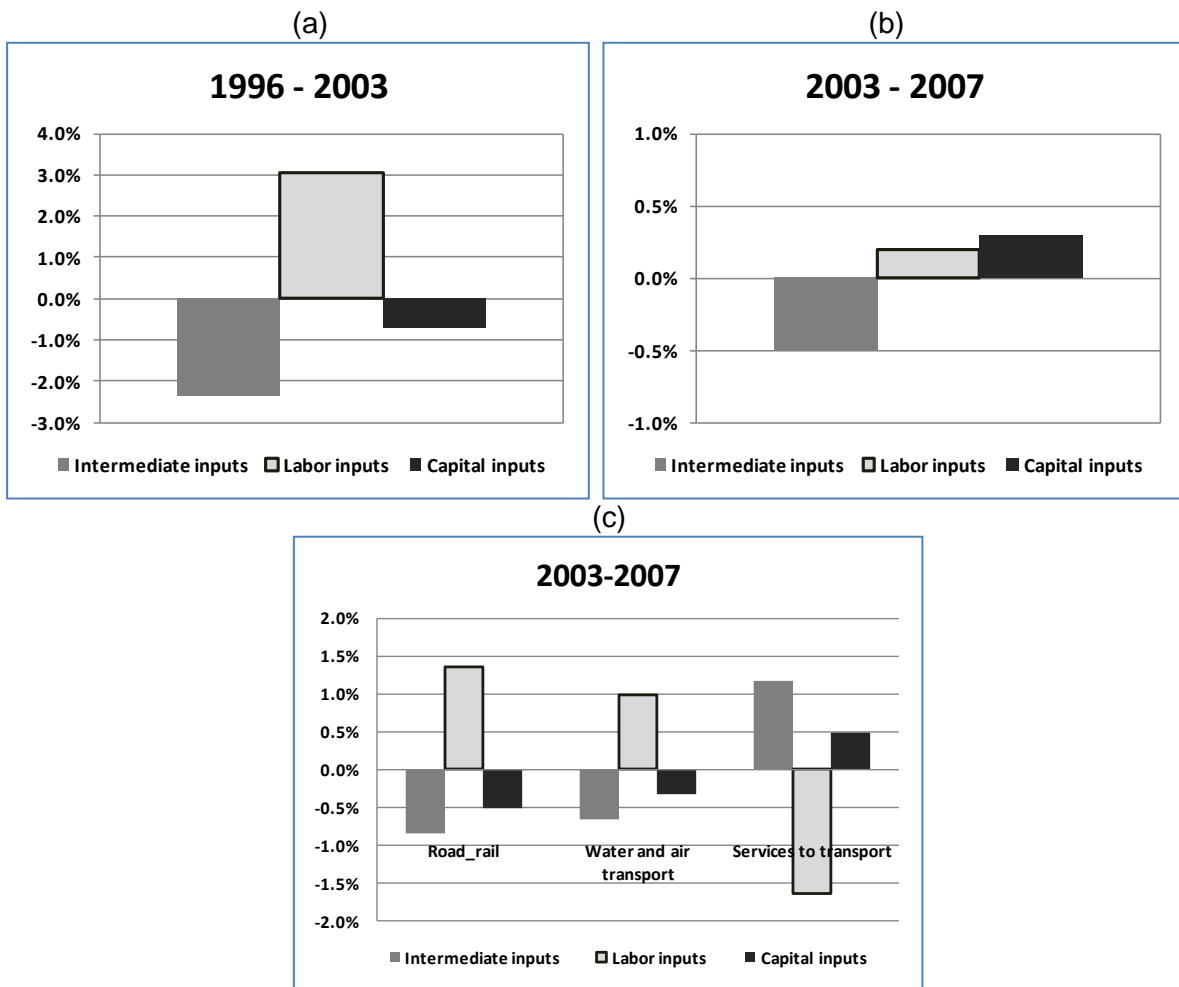 (a)
1996 - 2003
4.0%
3.0%
2.0%
1.0%
0.0%
-1.0%
-2.0%
-3.0%
Intermediate inputs Labor inputs Capital inputs
(b)
2003 - 2007
1.0%
0.5%
0.0%
-0.5%
-1.0%
Intermediate inputs Labor inputs Capital inputs
(c)
2003-2007
2.0%
1.5%
1.0%
0.5%
0.0%
-0.5%
-1.0%
-1.5%
-2.0%
Road_rail
Water and air
transport
Services to transport
Intermediate inputs Labor inputs Capital inputs